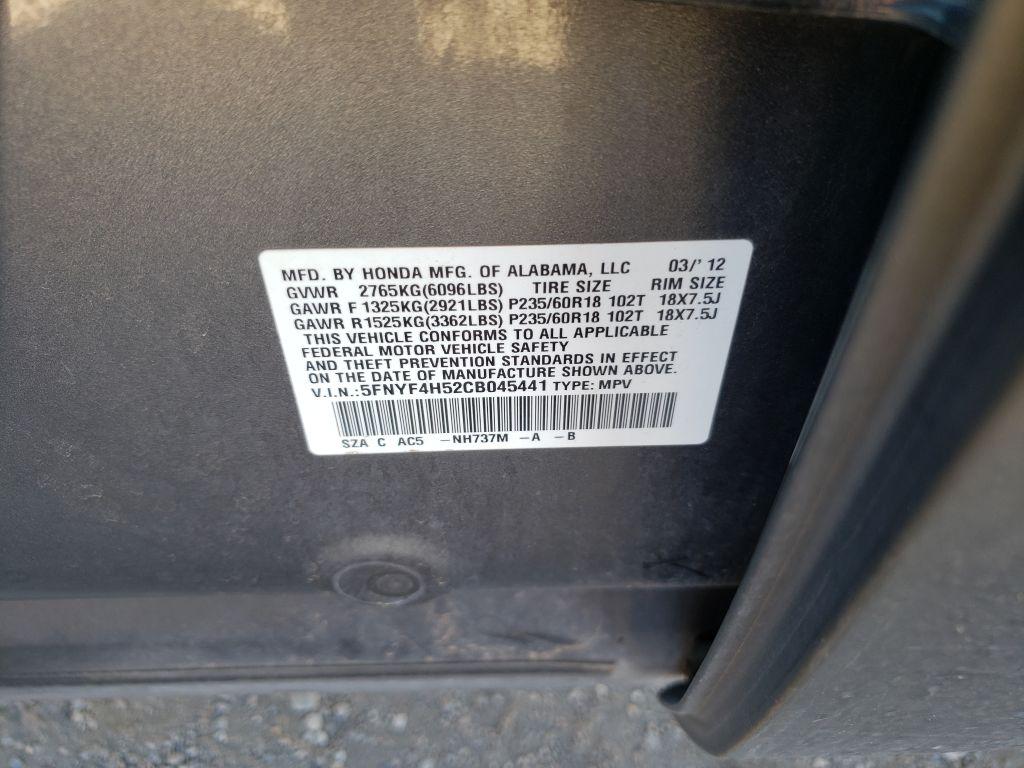 MFD. BY HONDA MFG. OF ALABAMA, LLC 03/' 12
GVWR 2765KG(6096LBS) TIRE SIZE RIM SIZE
GAWR F 1325KG(2921LBS) P235/60R18 102T 18X7.5J
GAWR R1525KG(3362LBS) P235/60R18 102T 18X7.5J
THIS VEHICLE CONFORMS TO ALL APPLICABLE
FEDERAL MOTOR VEHICLE SAFETY
AND THEFT PREVENTION STANDARDS IN EFFECT
ON THE DATE OF MANUFACTURE SHOWN ABOVE.
V.I.N.:5FNYF4H52CB045441 TYPE: MPV
SZA C AC5 -NH737M -A -B